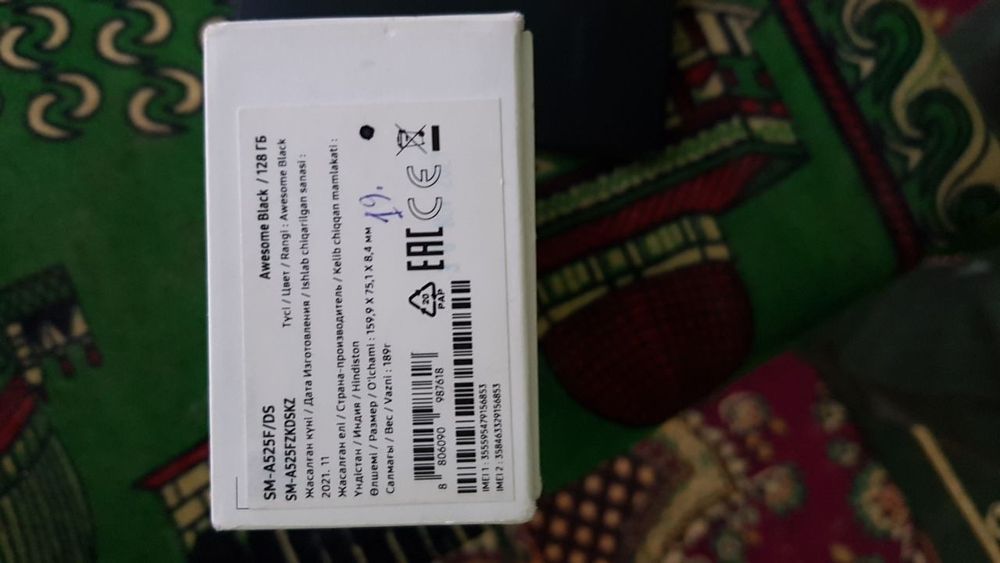 SM-A525F/DS
Awesome Black / 128 ГБ
SM-A525FZKDSKZ
Түсі / Цвет / Rangi : Awesome Black
Жасалған күні / Дата Изготовления / Ishlab chiqarilgan sanasi :
2021. 11
Жасалған елі / Страна-производитель / Kelib chiqqan mamlakati :
Үндістан / Индия / Hindiston
Өлшемі / Размер / O'lchami : 159,9 X 75,1 X 8,4 мм
Салмағы / Вес / Vazni : 189г
19.
8 806090 987618
20
PAP
EAC CE
IMEI 1 : 355595479156853
IMEI 2 : 358463329156853